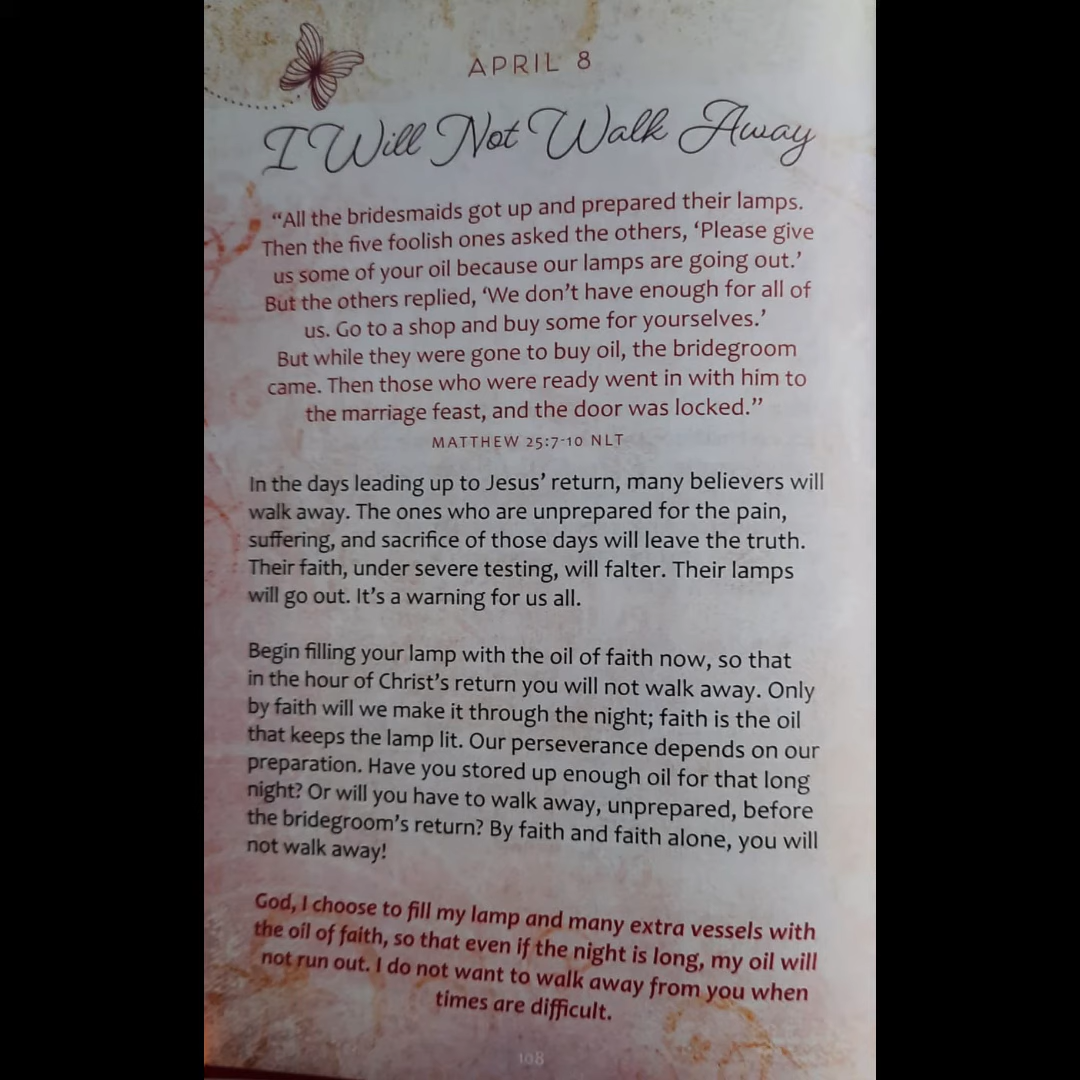 APRIL 8
I Will Not Walk Away
“All the bridesmaids got up and prepared their lamps.
Then the five foolish ones asked the others, ‘Please give
us some of your oil because our lamps are going out.’
But the others replied, ‘We don’t have enough for all of
us. Go to a shop and buy some for yourselves.’
But while they were gone to buy oil, the bridegroom
came. Then those who were ready went in with him to
the marriage feast, and the door was locked.”
MATTHEW 25:7-10 NLT
In the days leading up to Jesus’ return, many believers will
walk away. The ones who are unprepared for the pain,
suffering, and sacrifice of those days will leave the truth.
Their faith, under severe testing, will falter. Their lamps
will go out. It’s a warning for us all.
Begin filling your lamp with the oil of faith now, so that
in the hour of Christ’s return you will not walk away. Only
by faith will we make it through the night; faith is the oil
that keeps the lamp lit. Our perseverance depends on our
preparation. Have you stored up enough oil for that long
night? Or will you have to walk away, unprepared, before
the bridegroom’s return? By faith and faith alone, you will
not walk away!
God, I choose to fill my lamp and many extra vessels with
the oil of faith, so that even if the night is long, my oil will
not run out. I do not want to walk away from you when
times are difficult.
108